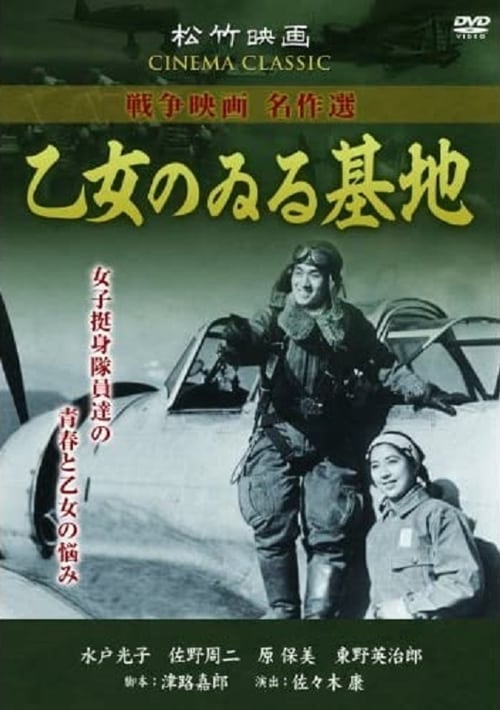 DVD
VIDEO
松竹映画
CINEMA CLASSIC
戦争映画 名作選
乙女のゐる基地
女子挺身隊員達の
青春と乙女の悩み
水戸光子 佐野周二 原 保美 東野英治郎
脚本：津路嘉郎 演出：佐々木 康